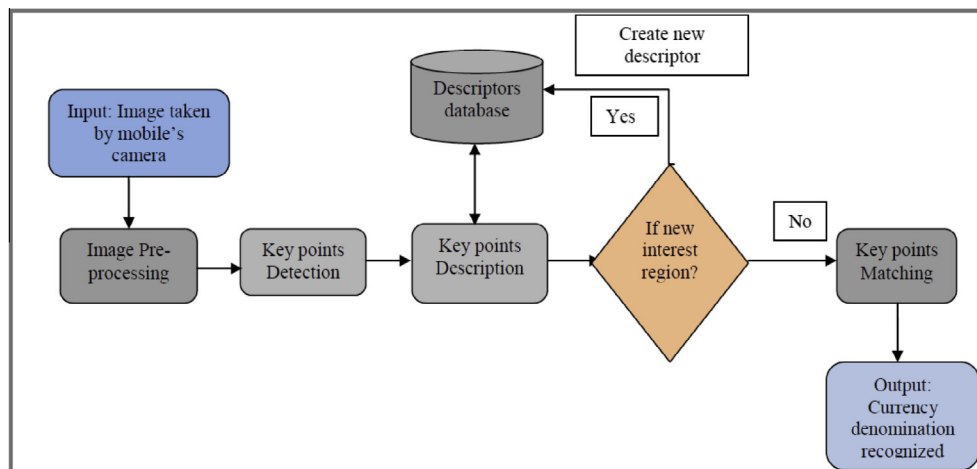 Input: Image taken
by mobile's
camera
Image Pre-
processing
Key points
Detection
Descriptors
database
Key points
Description
Create new
descriptor
Yes
If new
interest
region?
No
Key points
Matching
Output:
Currency
denomination
recognized